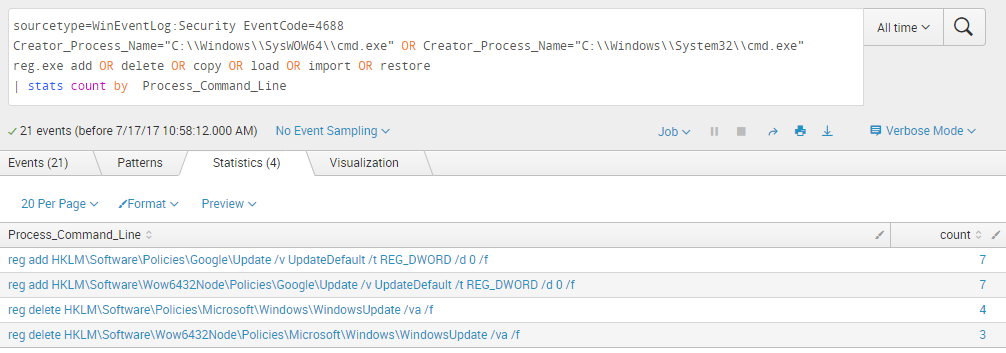 sourcetype=WinEventLog:Security EventCode=4688
Creator_Process_Name="C:\\Windows\\SysWOW64\\cmd.exe" OR Creator_Process_Name="C:\\Windows\\System32\\cmd.exe"
reg.exe add OR delete OR copy OR load OR import OR restore
| stats count by  Process_Command_Line
All time
21 events (before 7/17/17 10:58:12.000 AM) No Event Sampling Job Verbose Mode
Events (21) Patterns Statistics (4) Visualization
20 Per Page Format Preview
Process_Command_Line count
reg add HKLM\Software\Policies\Google\Update /v UpdateDefault /t REG_DWORD /d 0 /f 7
reg add HKLM\Software\Wow6432Node\Policies\Google\Update /v UpdateDefault /t REG_DWORD /d 0 /f 7
reg delete HKLM\Software\Policies\Microsoft\Windows\WindowsUpdate /va /f 4
reg delete HKLM\Software\Wow6432Node\Policies\Microsoft\Windows\WindowsUpdate /va /f 3